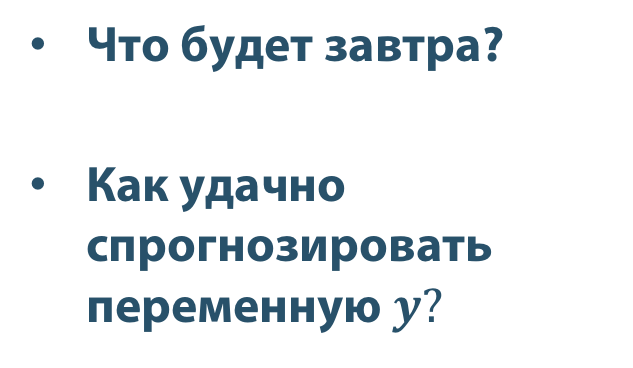 • Что будет завтра?
• Как удачно
спрогнозировать
переменную y?